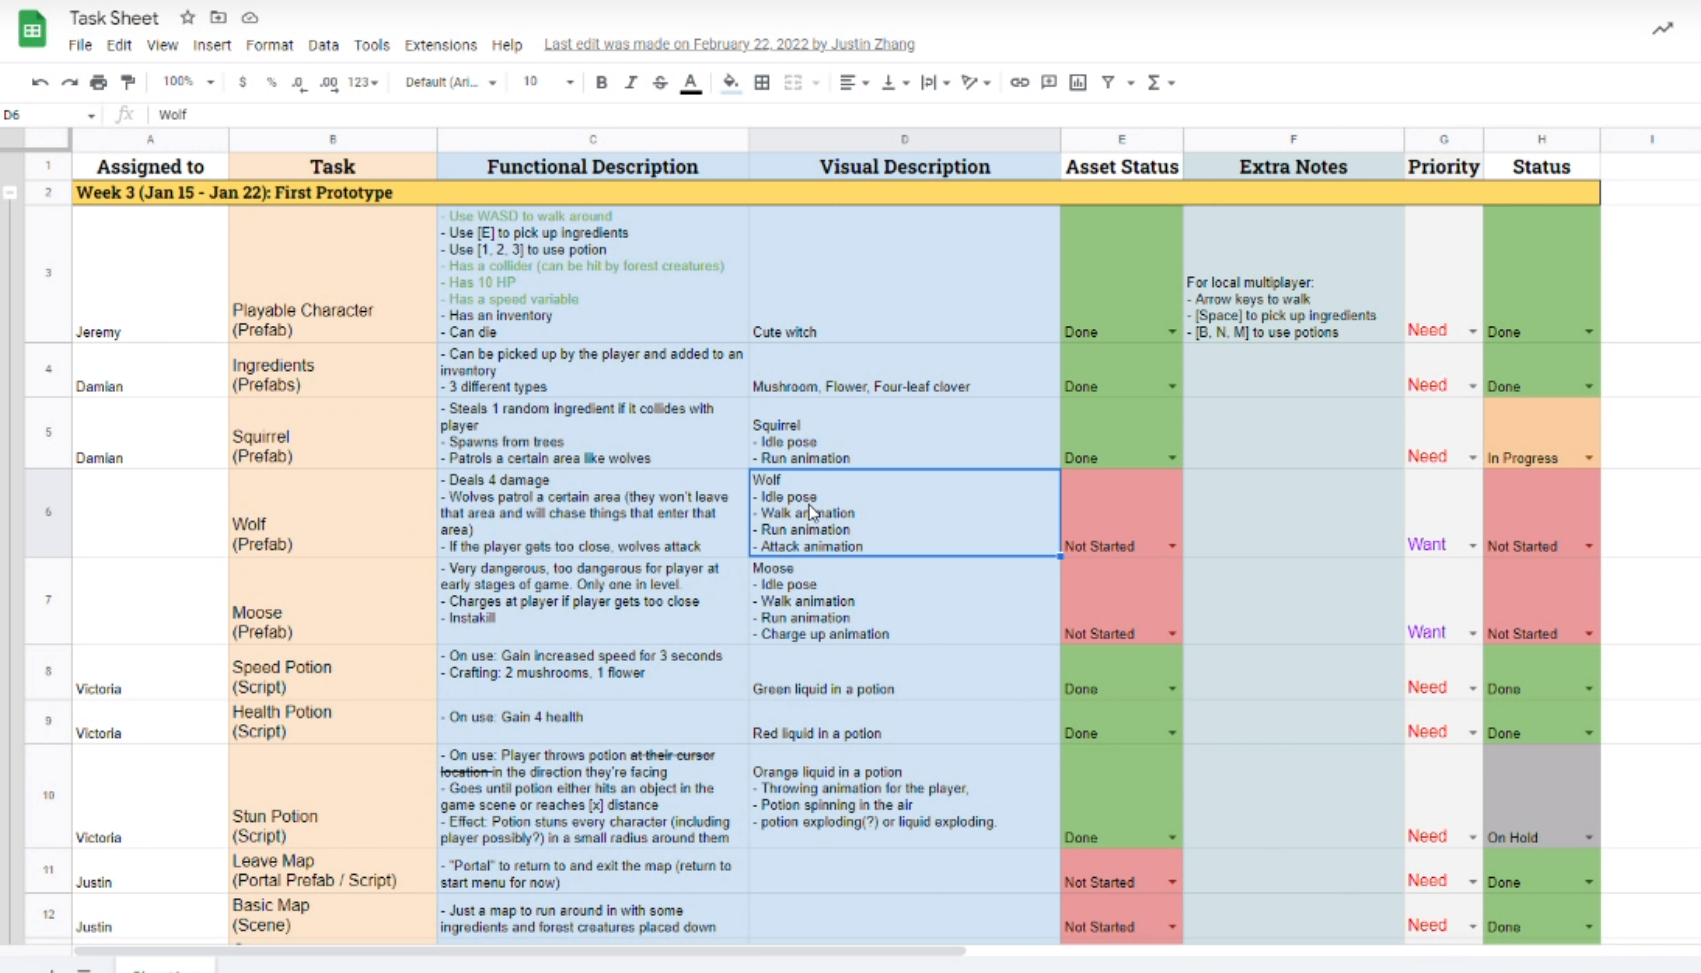 Task Sheet
File Edit View Insert Format Data Tools Extensions Help Last edit was made on February 22, 2022 by Justin Zhang
100% $ % .0 .00 123 Default (Ari... 10 B I S A
D6 fx Wolf
A B C D E F G H I
1 Assigned to Task Functional Description Visual Description Asset Status Extra Notes Priority Status
2 Week 3 (Jan 15 - Jan 22): First Prototype
3
Jeremy
Playable Character
(Prefab)
- Use WASD to walk around
- Use [E] to pick up ingredients
- Use [1, 2, 3] to use potion
- Has a collider (can be hit by forest creatures)
- Has 10 HP
- Has a speed variable
- Has an inventory
- Can die
Cute witch
Done
For local multiplayer:
- Arrow keys to walk
- [Space] to pick up ingredients
- [B, N, M] to use potions
Need
Done
4
Damian
Ingredients
(Prefabs)
- Can be picked up by the player and added to an
inventory
- 3 different types
Mushroom, Flower, Four-leaf clover
Done
Need
Done
5
Damian
Squirrel
(Prefab)
- Steals 1 random ingredient if it collides with
player
- Spawns from trees
- Patrols a certain area like wolves
Squirrel
- Idle pose
- Run animation
Done
Need
In Progress
6
Wolf
(Prefab)
- Deals 4 damage
- Wolves patrol a certain area (they won't leave
that area and will chase things that enter that
area)
- If the player gets too close, wolves attack
Wolf
- Idle pose
- Walk animation
- Run animation
- Attack animation
Not Started
Want
Not Started
7
Moose
(Prefab)
- Very dangerous, too dangerous for player at
early stages of game. Only one in level.
- Charges at player if player gets too close
- Instakill
Moose
- Idle pose
- Walk animation
- Run animation
- Charge up animation
Not Started
Want
Not Started
8
Victoria
Speed Potion
(Script)
- On use: Gain increased speed for 3 seconds
- Crafting: 2 mushrooms, 1 flower
Green liquid in a potion
Done
Need
Done
9
Victoria
Health Potion
(Script)
- On use: Gain 4 health
Red liquid in a potion
Done
Need
Done
10
Victoria
Stun Potion
(Script)
- On use: Player throws potion at their cursor
location in the direction they're facing
- Goes until potion either hits an object in the
game scene or reaches [x] distance
- Effect: Potion stuns every character (including
player possibly?) in a small radius around them
Orange liquid in a potion
- Throwing animation for the player,
- Potion spinning in the air
- potion exploding(?) or liquid exploding.
Done
Need
On Hold
11
Justin
Leave Map
(Portal Prefab / Script)
- "Portal" to return to and exit the map (return to
start menu for now)
Not Started
Need
Done
12
Justin
Basic Map
(Scene)
- Just a map to run around in with some
ingredients and forest creatures placed down
Not Started
Need
Done